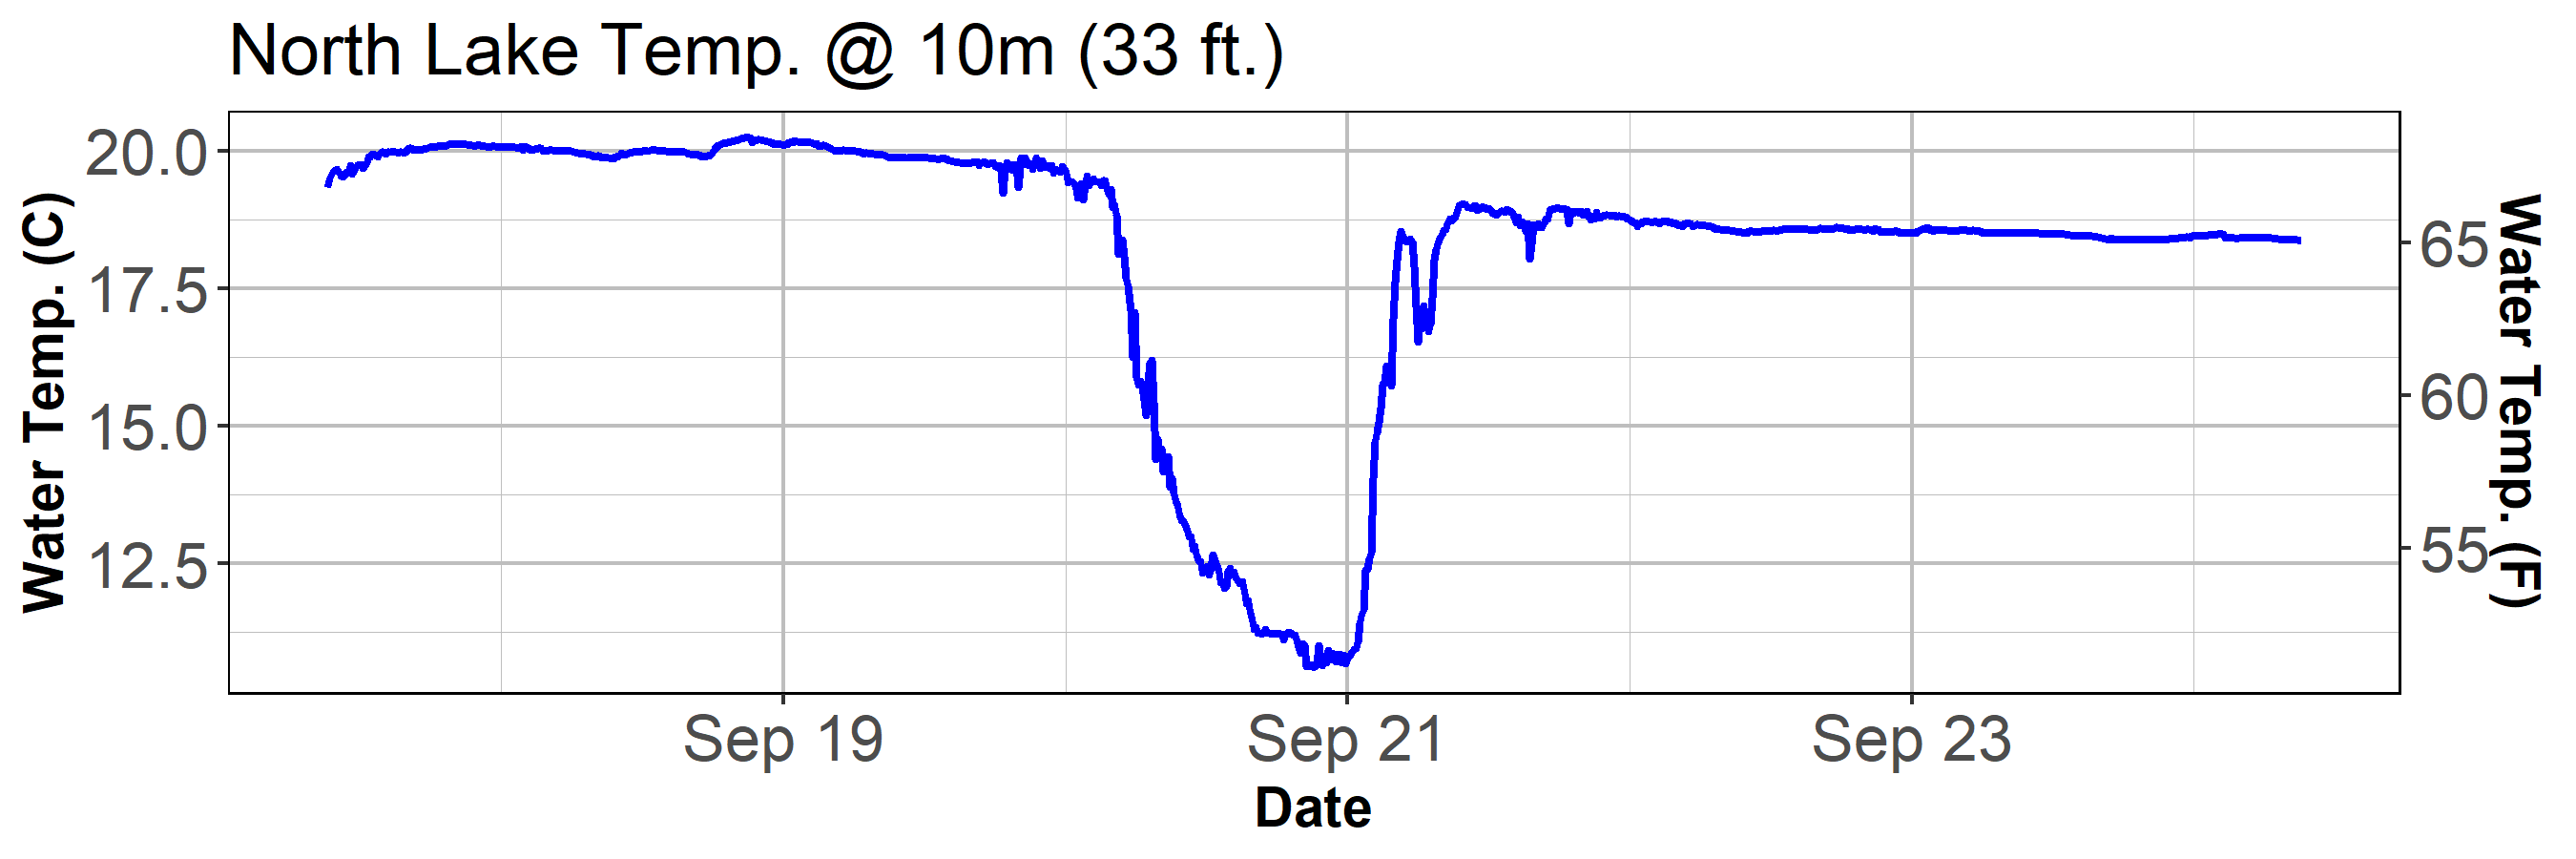 North Lake Temp. @ 10m (33 ft.)
Water Temp. (C)
20.0
17.5
15.0
12.5
65
60
55
Water Temp. (F)
Sep 19
Sep 21
Sep 23
Date